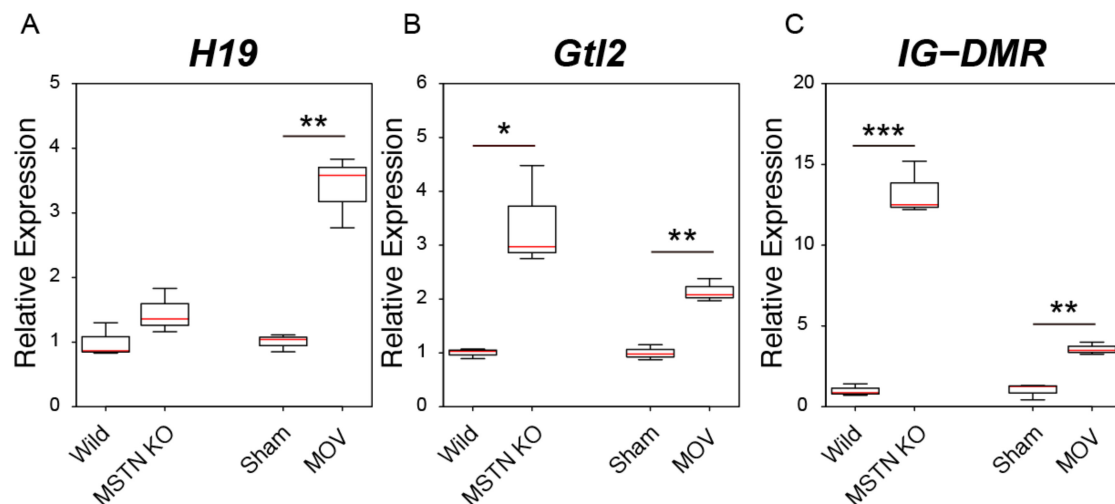 A
H19
Relative Expression
5
4
3
2
1
0
**
Wild
MSTN KO
Sham
MOV
B
Gtl2
Relative Expression
6
5
4
3
2
1
0
*
**
Wild
MSTN KO
Sham
MOV
C
IG−DMR
Relative Expression
20
15
10
5
0
***
**
Wild
MSTN KO
Sham
MOV